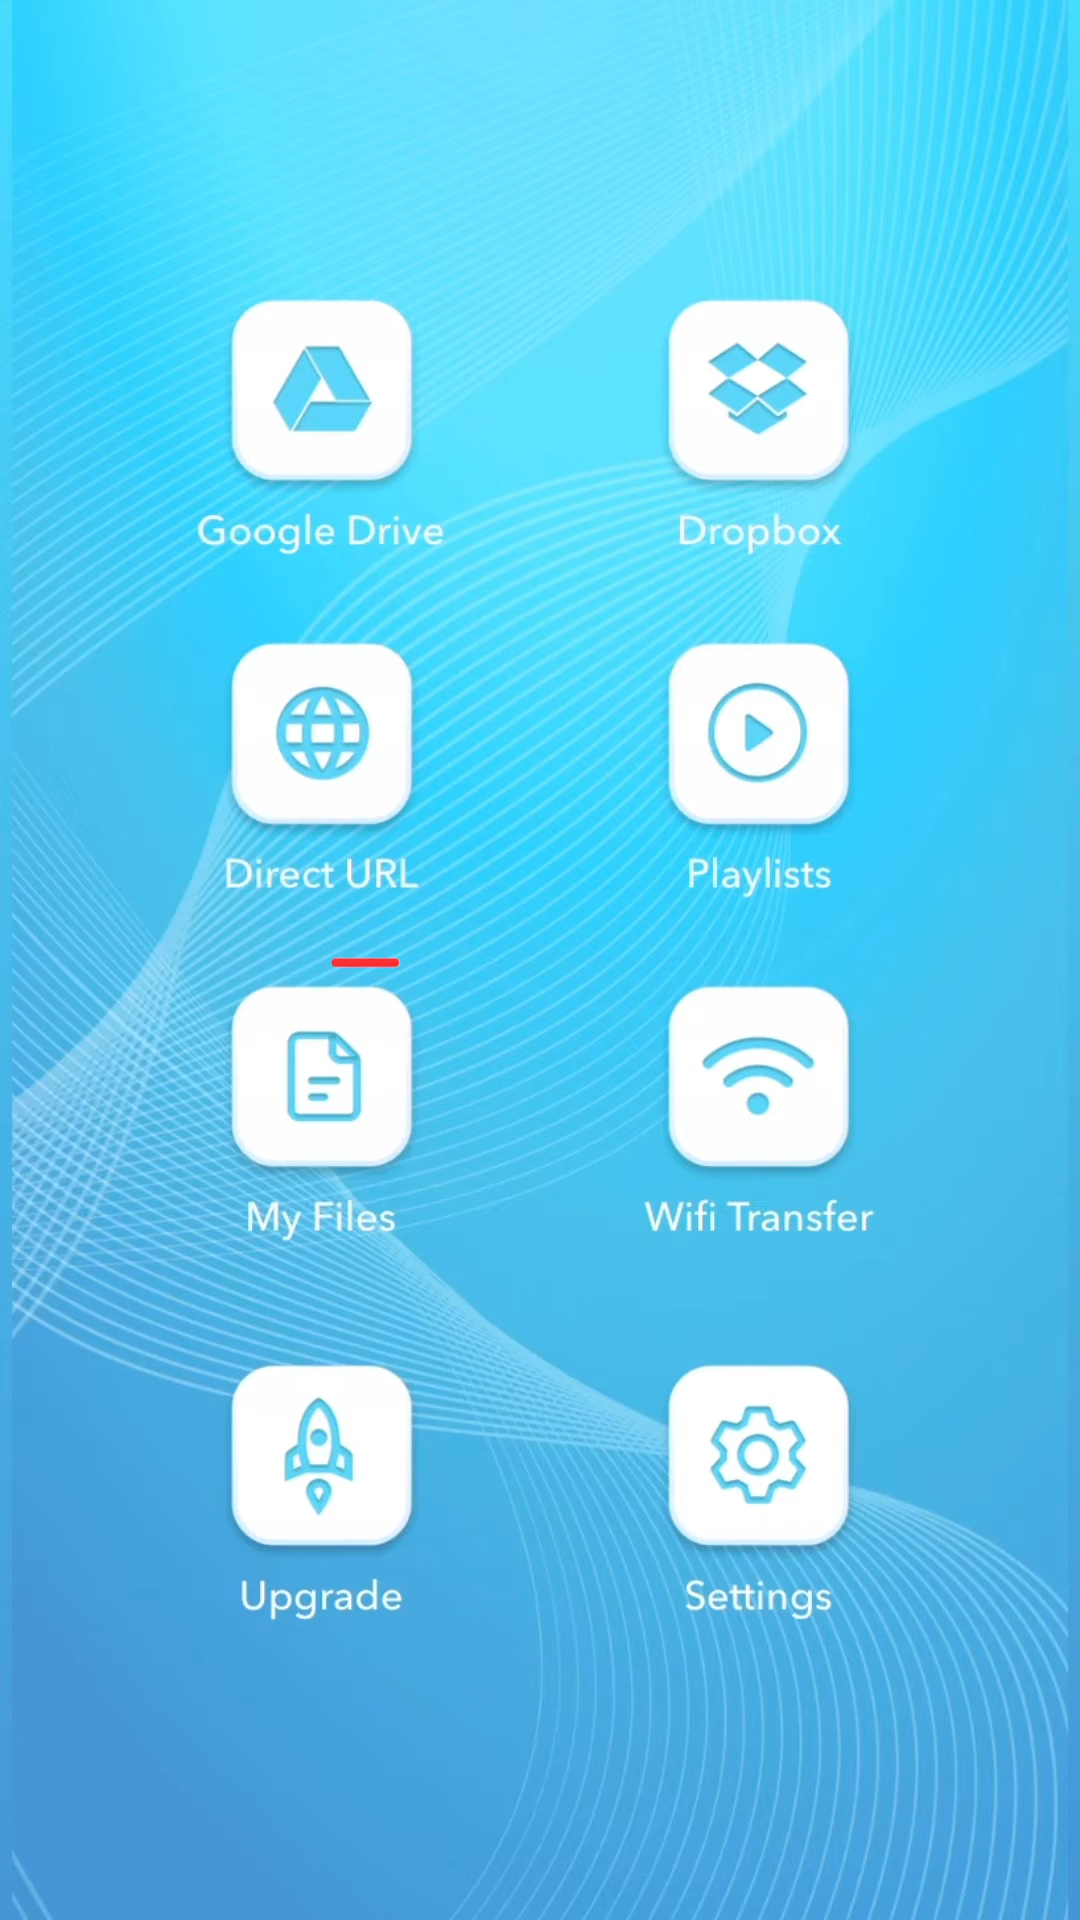 Google Drive
Dropbox
Direct URL
Playlists
My Files
Wifi Transfer
Upgrade
Settings